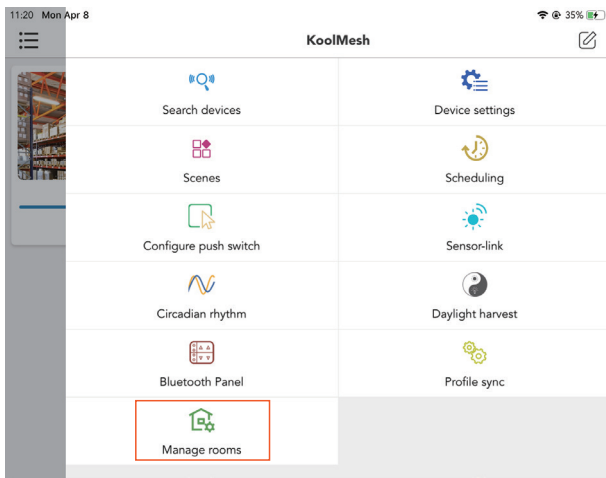 11:20 Mon Apr 8
35%
KoolMesh
Search devices
Device settings
Scenes
Scheduling
Configure push switch
Sensor-link
Circadian rhythm
Daylight harvest
Bluetooth Panel
Profile sync
Manage rooms